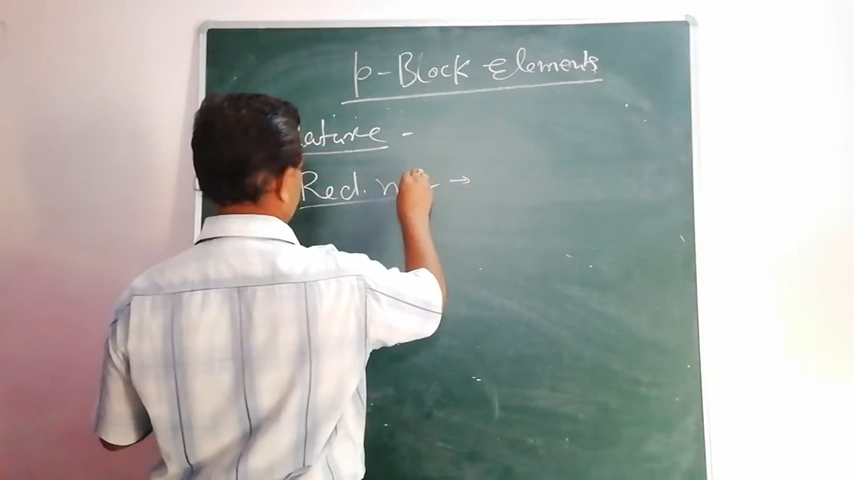 p-Block Elements
ature -
Red. →